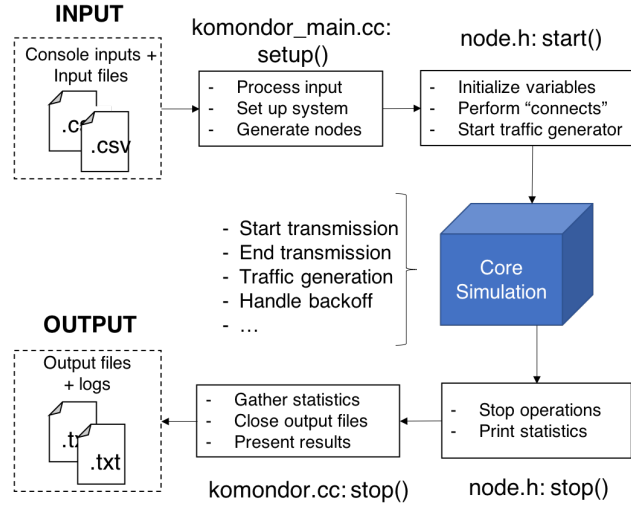 INPUT
Console inputs +
Input files
.cs
.csv
komondor_main.cc:
setup()
- Process input
- Set up system
- Generate nodes
node.h: start()
- Initialize variables
- Perform “connects”
- Start traffic generator
- Start transmission
- End transmission
- Traffic generation
- Handle backoff
- ...
Core
Simulation
OUTPUT
Output files
+ logs
.tx
.txt
- Gather statistics
- Close output files
- Present results
komondor.cc: stop()
- Stop operations
- Print statistics
node.h: stop()